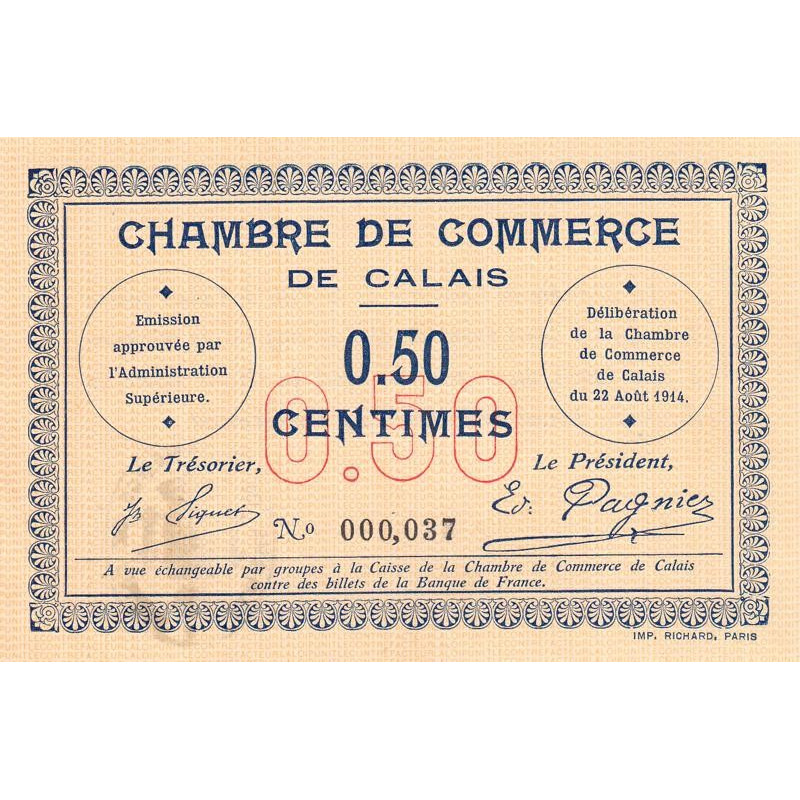 CHAMBRE DE COMMERCE
DE CALAIS
Emission
approuvée par
l'Administration
Supérieure.
0.50
CENTIMES
0.50
Délibération
de la Chambre
de Commerce
de Calais
du 22 Août 1914.
Le Trésorier,
Le Président,
Ed: Pagniez
No 000,037
A vue échangeable par groupes à la Caisse de la Chambre de Commerce de Calais
contre des billets de la Banque de France.
IMP. RICHARD, PARIS